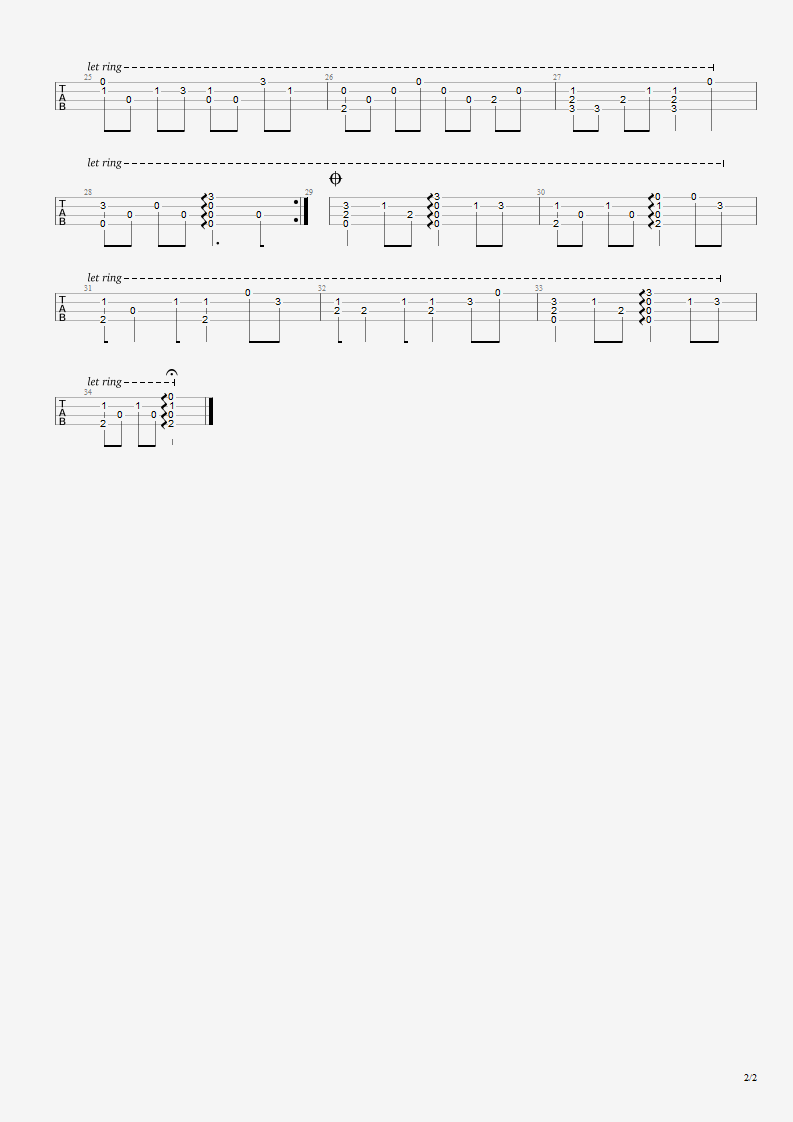 let ring
25 26 27
0 3 0 0
T 1 1 3 1 1 0 0 0 0 1 1 1
A 0 0 0 0 0 2 2 2 2
B 2 3 3 3
let ring
28 29 30
3 3 0 0
T 3 0 0 3 1 0 1 3 1 1 1 3
A 0 0 0 0 2 2 0 0 0 0
B 0 0 0 0 2 2
let ring
31 32 33
0 0 3
T 1 1 1 3 1 1 1 3 3 1 0 1 3
A 0 2 2 2 2 2 0
B 2 2 0 0
let ring
34
0
T 1 1 1
A 0 0 0
B 2 2
2/2